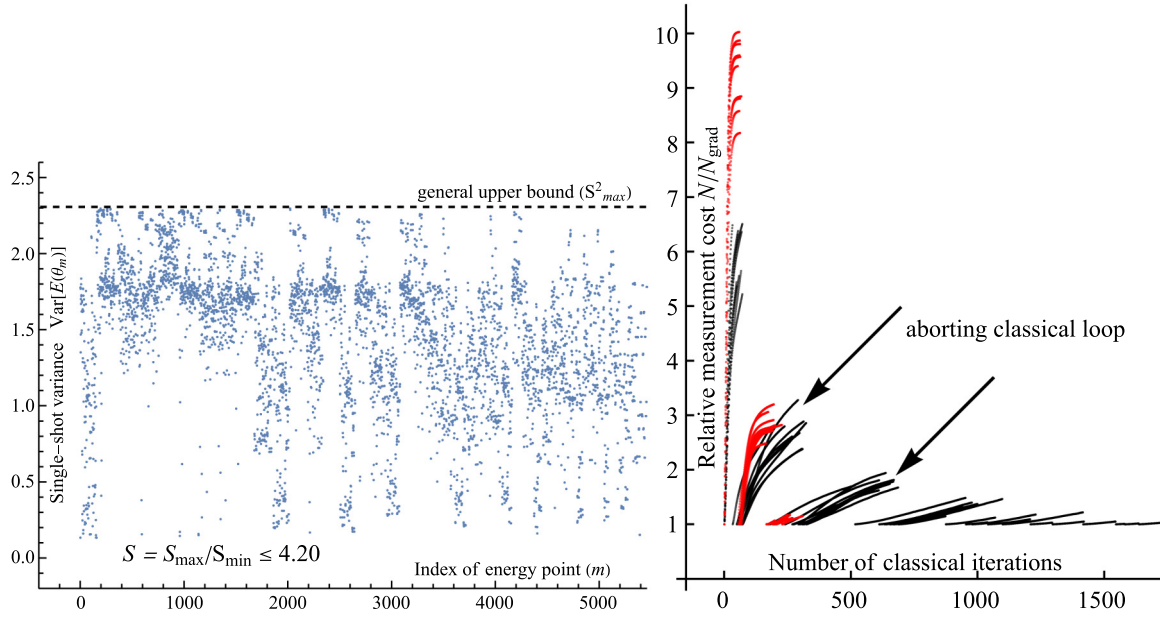 2.5
2.0
1.5
1.0
0.5
0.0
Single-shot variance Var[E(θm)]
general upper bound (S²max)
S = Smax/Smin ≤ 4.20
Index of energy point (m)
0 1000 2000 3000 4000 5000
10
9
8
7
6
5
4
3
2
1
Relative measurement cost N/Ngrad
aborting classical loop
Number of classical iterations
0 500 1000 1500